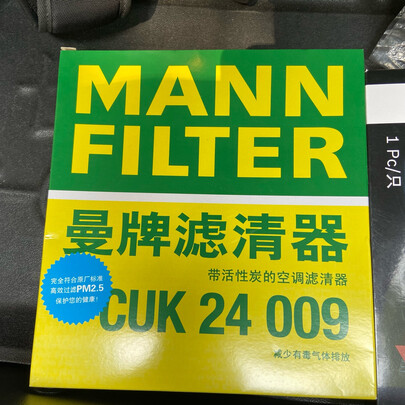 MANN
FILTER
曼牌滤清器
带活性炭的空调滤清器
完全符合原厂标准
高效过滤PM2.5
保护您的健康!
CUK 24 009
减少有毒气体排放
1 Pc/只